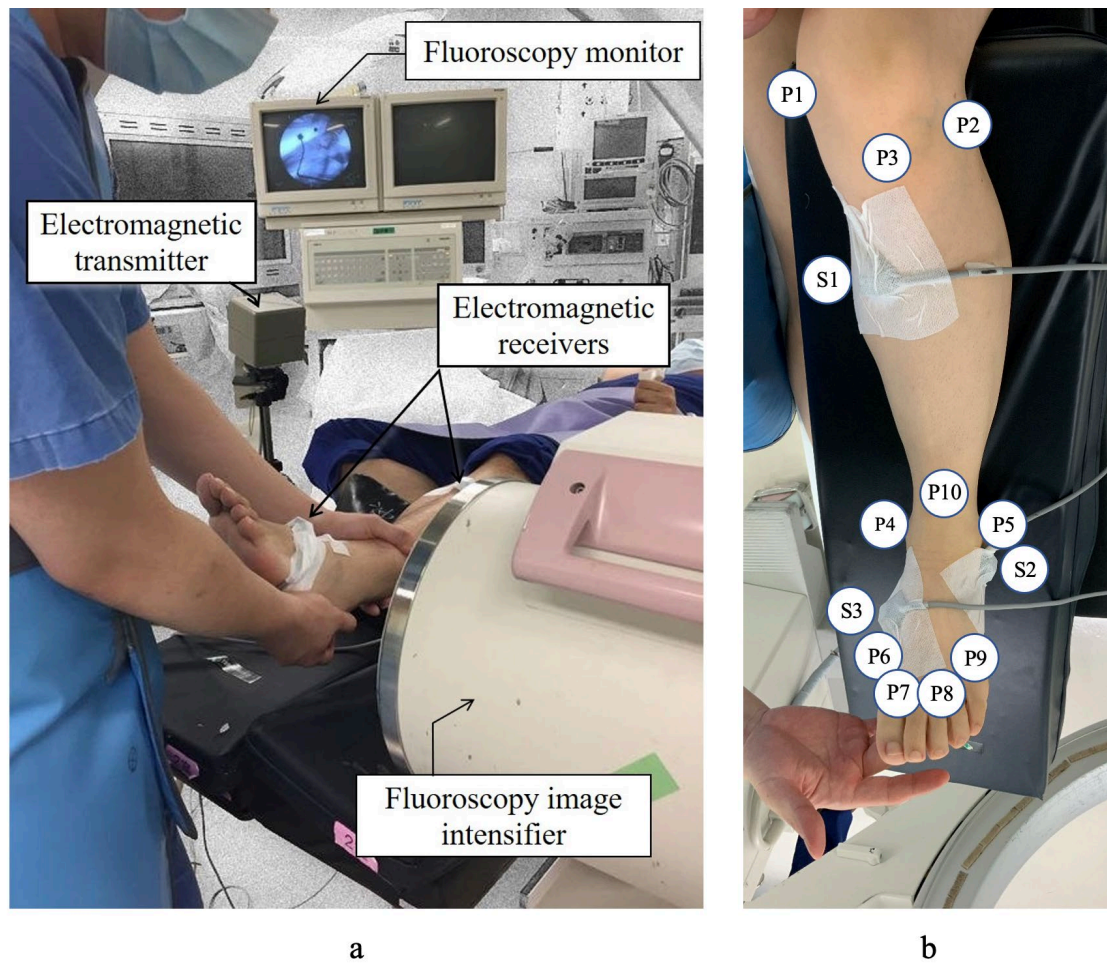 Fluoroscopy monitor
Electromagnetic
transmitter
Electromagnetic
receivers
Fluoroscopy image
intensifier
a
P1
P2
P3
S1
P10
P4
P5
S2
S3
P6
P9
P7
P8
b